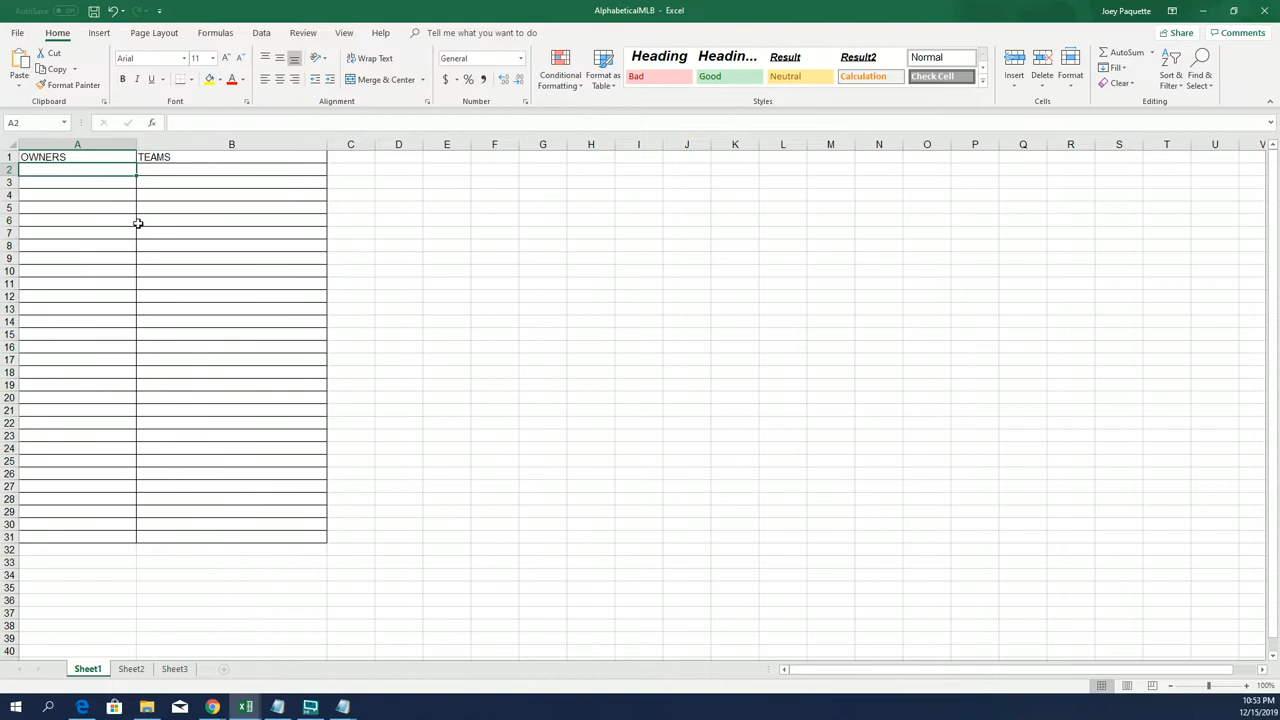 AutoSave Off
AlphabeticalMLB - Excel
Joey Paquette
File Home Insert Page Layout Formulas Data Review View Help Tell me what you want to do
Share Comments
Paste
Cut
Copy
Format Painter
Clipboard
Arial 11
B I U
Font
Wrap Text
Merge & Center
Alignment
General
$ % ,
Number
Conditional Formatting
Format as Table
Heading Headin... Result Result2 Normal
Bad Good Neutral Calculation Check Cell
Styles
Insert Delete Format
Cells
AutoSum
Fill
Clear
Sort & Filter
Find & Select
Editing
A2 fx
A B C D E F G H I J K L M N O P Q R S T U V
1 OWNERS TEAMS
2
3
4
5
6
7
8
9
10
11
12
13
14
15
16
17
18
19
20
21
22
23
24
25
26
27
28
29
30
31
32
33
34
35
36
37
38
39
40
Sheet1 Sheet2 Sheet3
100%
10:53 PM
12/15/2019